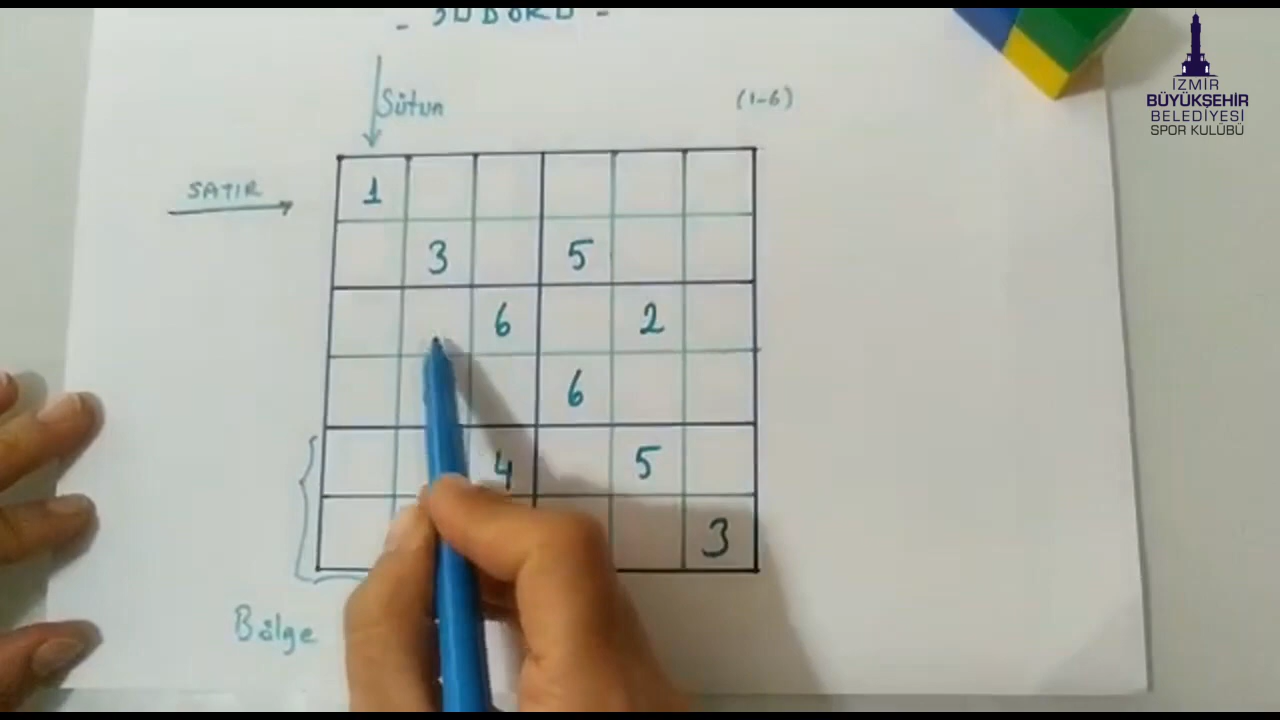 - SUDOKU -
Sütun
(1-6)
SATIR
1
3 5
6 2
6
4 5
3
Bölge
İZMİR
BÜYÜKŞEHİR
BELEDİYESİ
SPOR KULÜBÜ